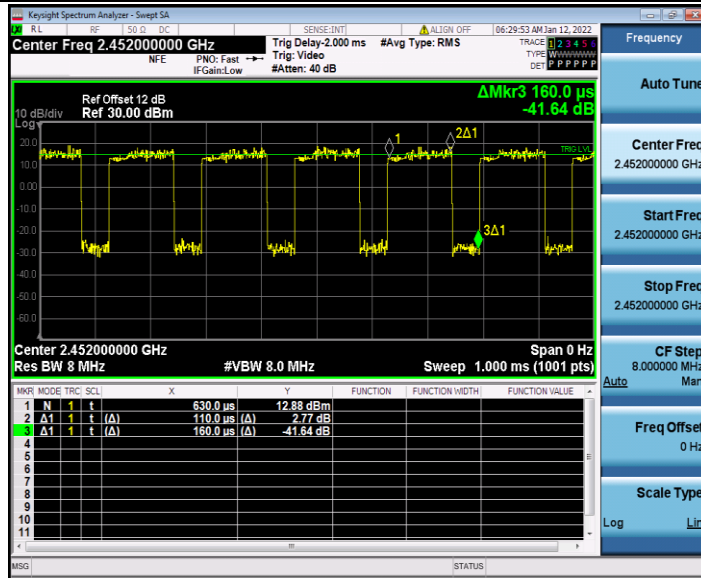 Keysight Spectrum Analyzer - Swept SA
RL RF 50 Ω DC SENSE:INT ALIGN OFF 06:29:53 AM Jan 12, 2022
Center Freq 2.452000000 GHz
NFE
PNO: Fast
IFGain:Low
Trig Delay-2.000 ms
Trig: Video
#Atten: 40 dB
#Avg Type: RMS
TRACE 1 2 3 4 5 6
TYPE W
DET P P P P P P
ΔMkr3 160.0 µs
-41.64 dB
Ref Offset 12 dB
10 dB/div Ref 30.00 dBm
Log
20.0
10.0
0.00
-10.0
-20.0
-30.0
-40.0
-50.0
-60.0
1
2Δ1
TRIG LVL
3Δ1
Center 2.452000000 GHz Span 0 Hz
Res BW 8 MHz #VBW 8.0 MHz Sweep 1.000 ms (1001 pts)
MKR MODE TRC SCL X Y FUNCTION FUNCTION WIDTH FUNCTION VALUE
1 N 1 t 630.0 µs 12.88 dBm
2 Δ1 1 t (Δ) 110.0 µs (Δ) 2.77 dB
3 Δ1 1 t (Δ) 160.0 µs (Δ) -41.64 dB
4
5
6
7
8
9
10
11
MSG STATUS
Frequency
Auto Tune
Center Freq
2.452000000 GHz
Start Freq
2.452000000 GHz
Stop Freq
2.452000000 GHz
CF Step
8.000000 MHz
Auto Man
Freq Offset
0 Hz
Scale Type
Log Lin